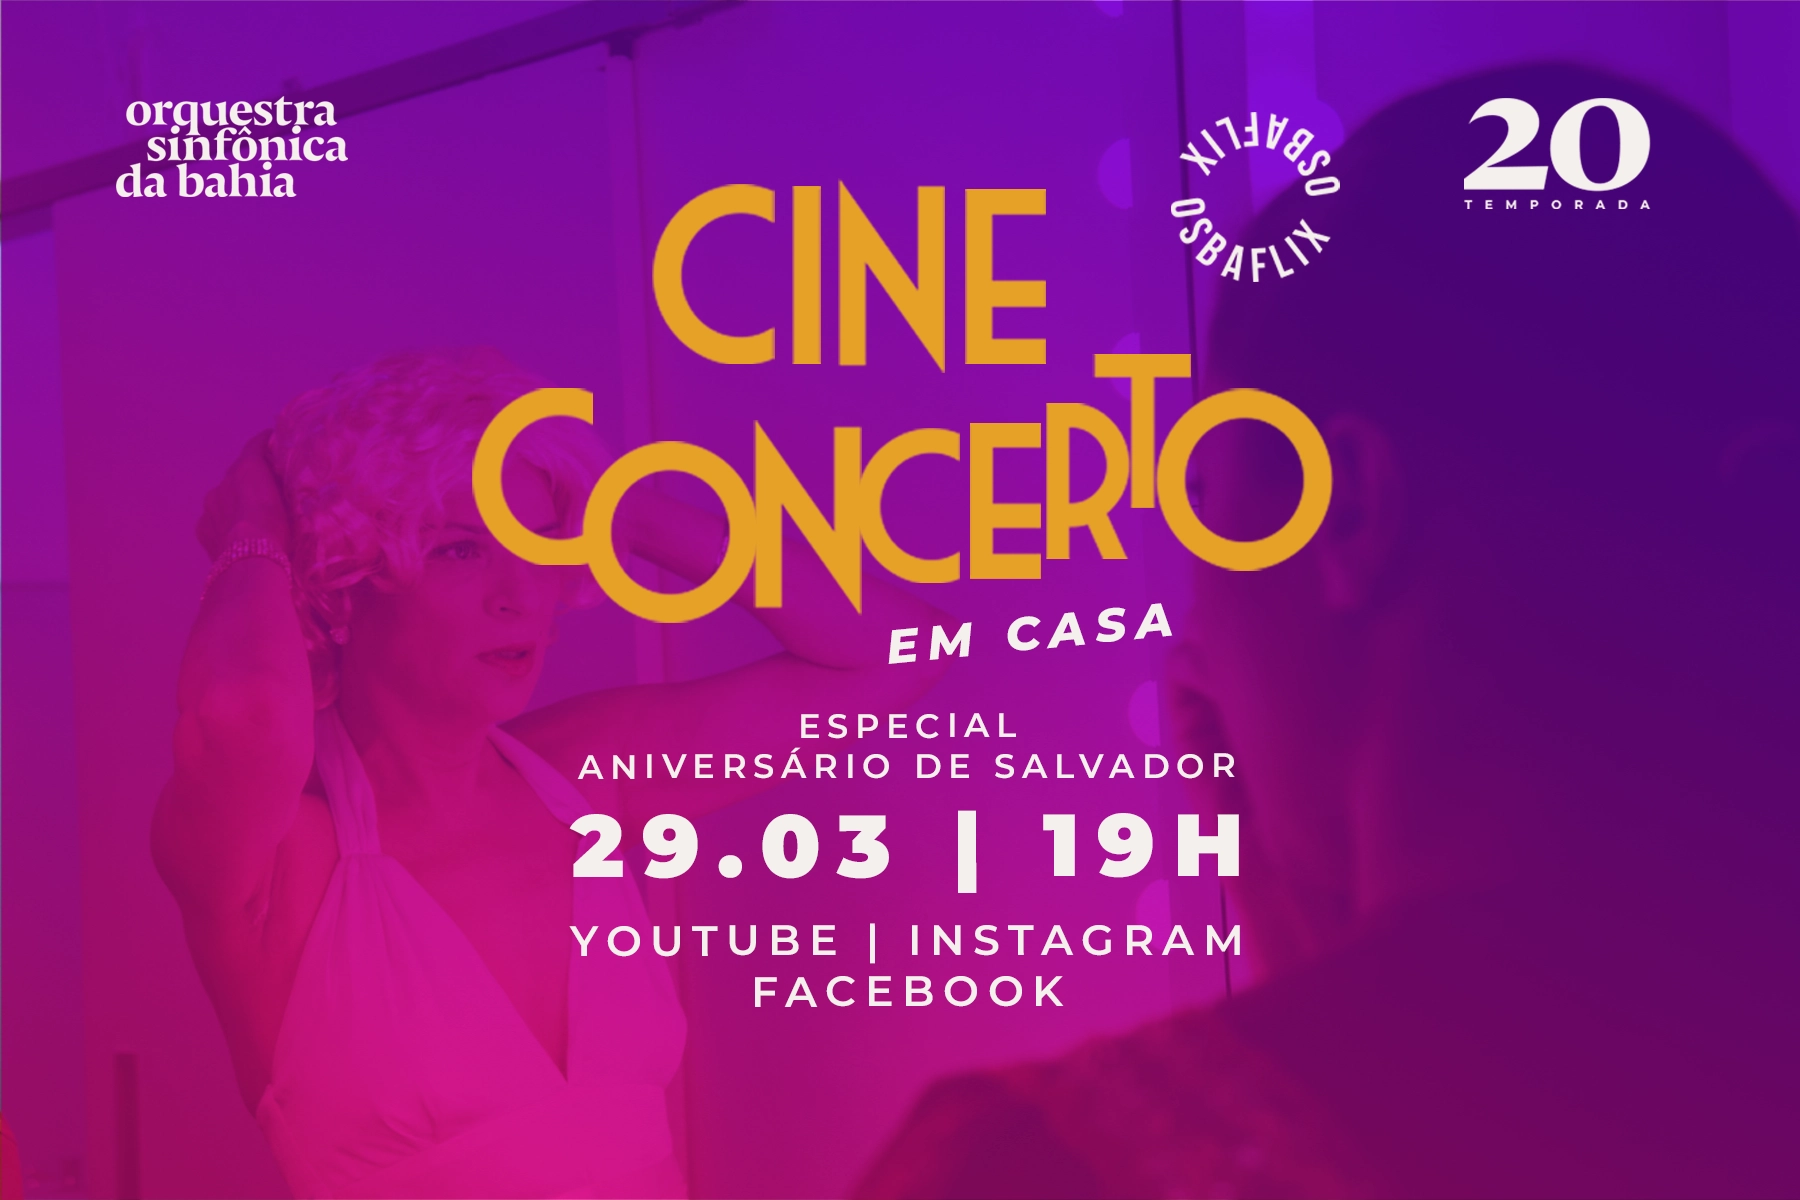 orquestra
sinfônica
da bahia
OSBAFLIX OSBAFLIX
20
TEMPORADA
CINE
CONCERTO
EM CASA
ESPECIAL
ANIVERSÁRIO DE SALVADOR
29.03 | 19H
YOUTUBE | INSTAGRAM
FACEBOOK